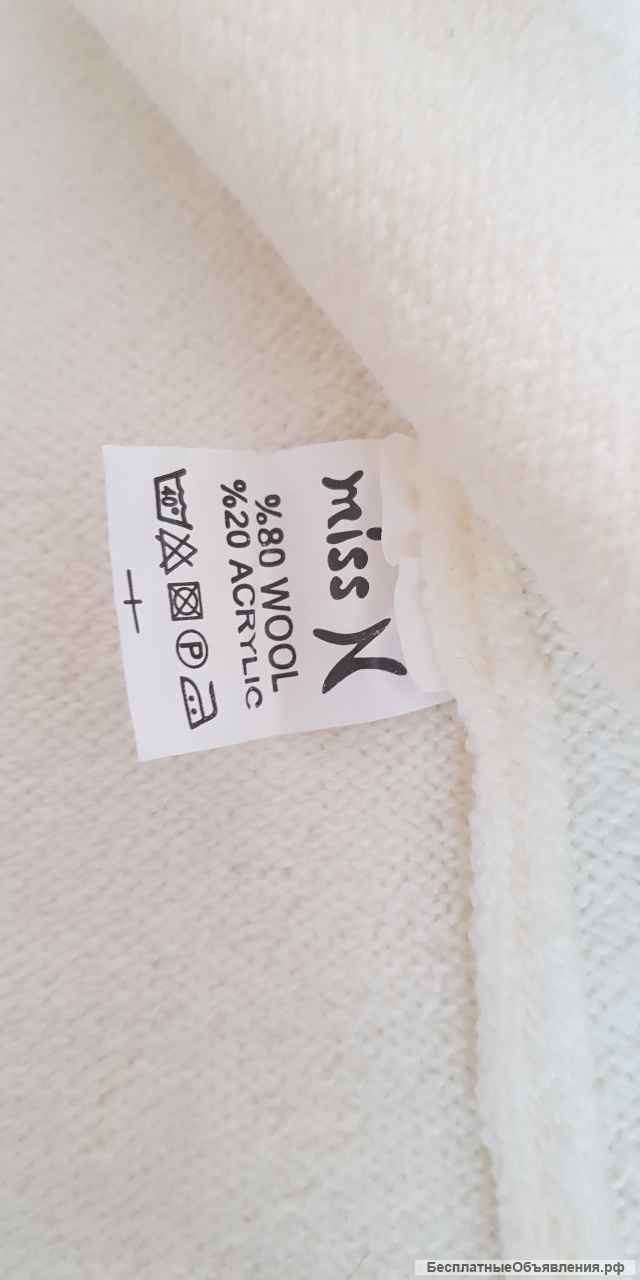 miss N
%80 WOOL
%20 ACRYLIC
40°
P
БесплатныеОбъявления.рф